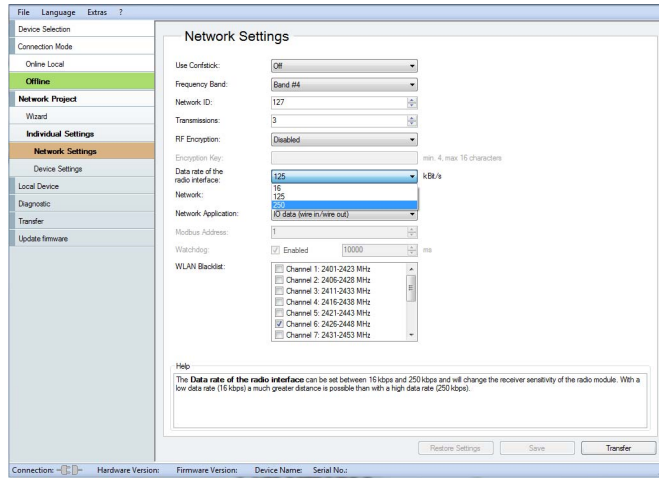 File Language Extras ?
Device Selection
Connection Mode
Online Local
Offline
Network Project
Wizard
Individual Settings
Network Settings
Device Settings
Local Device
Diagnostic
Transfer
Update firmware
Network Settings
Use Confstick: Off
Frequency Band: Band #4
Network ID: 127
Transmissions: 3
RF Encryption: Disabled
Encryption Key: min. 4, max 16 characters
Data rate of the
radio interface: 125 kBit/s
16
Network: 125
250
Network Application: IO data (wire in/wire out)
Modbus Address: 1
Watchdog: Enabled 10000 ms
WLAN Blacklist: Channel 1: 2401-2423 MHz
Channel 2: 2406-2428 MHz
Channel 3: 2411-2433 MHz
Channel 4: 2416-2438 MHz
Channel 5: 2421-2443 MHz
Channel 6: 2426-2448 MHz
Channel 7: 2431-2453 MHz
Help
The Data rate of the radio interface can be set between 16 kbps and 250 kbps and will change the receiver sensitivity of the radio module. With a
low data rate (16 kbps) a much greater distance is possible than with a high data rate (250 kbps).
Restore Settings Save Transfer
Connection: Hardware Version: Firmware Version: Device Name: Serial No.: